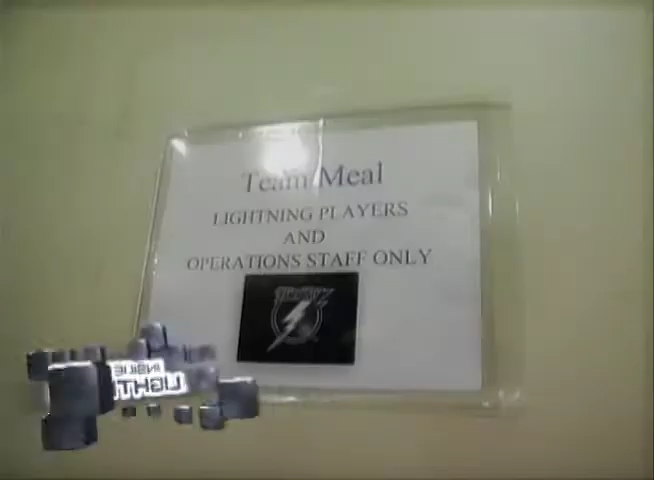 Team Meal
LIGHTNING PLAYERS
AND
OPERATIONS STAFF ONLY